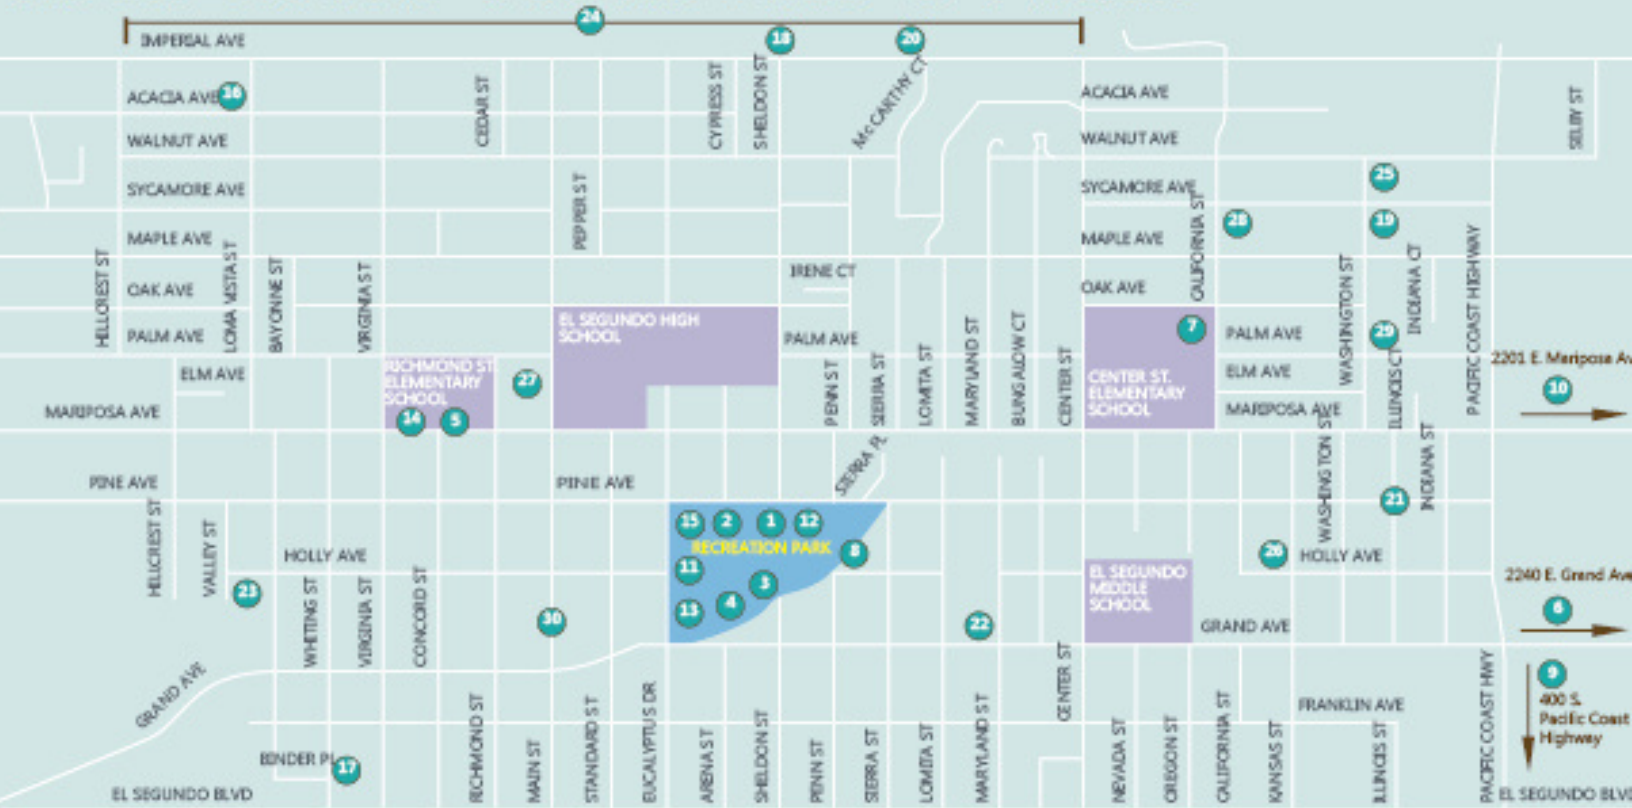 24
IMPERIAL AVE
18
20
ACACIA AVE
16
CEDAR ST
CYPRESS ST
SHELDON ST
McCARTHY CT
ACACIA AVE
SELBY ST
WALNUT AVE
WALNUT AVE
SYCAMORE AVE
PEPPER ST
SYCAMORE AVE
25
MAPLE AVE
MAPLE AVE
CALIFORNIA ST
28
19
HILLCREST ST
LOMA VISTA ST
BAYONNE ST
VIRGINIA ST
IRENE CT
OAK AVE
OAK AVE
WASHINGTON ST
INDIANA CT
PACIFIC COAST HIGHWAY
PALM AVE
EL SEGUNDO HIGH
SCHOOL
PALM AVE
7
PALM AVE
29
ELM AVE
RICHMOND ST.
ELEMENTARY
SCHOOL
27
14
5
PENN ST
SIERRA ST
LOMITA ST
MARYLAND ST
BUNGALOW CT
CENTER ST
CENTER ST.
ELEMENTARY
SCHOOL
ELM AVE
ILLINOIS CT
2201 E. Mariposa Av
10
MARIPOSA AVE
MARIPOSA AVE
PINE AVE
PINE AVE
SIERRA PL
WASHINGTON ST
INDIANA ST
21
HILLCREST ST
VALLEY ST
HOLLY AVE
15
2
1
12
RECREATION PARK
8
11
3
13
4
26
HOLLY AVE
23
WHITING ST
VIRGINIA ST
CONCORD ST
30
22
EL SEGUNDO
MIDDLE
SCHOOL
2240 E. Grand Ave
6
GRAND AVE
GRAND AVE
CENTER ST
PACIFIC COAST HWY
9
400 S.
Pacific Coast
Highway
FRANKLIN AVE
BINDER PL
17
RICHMOND ST
MAIN ST
STANDARD ST
EUCALYPTUS DR
ARENA ST
SHELDON ST
PENN ST
SIERRA ST
LOMITA ST
MARYLAND ST
NEVADA ST
OREGON ST
CALIFORNIA ST
KANSAS ST
ILLINOIS ST
EL SEGUNDO BLVD
EL SEGUNDO BLVD